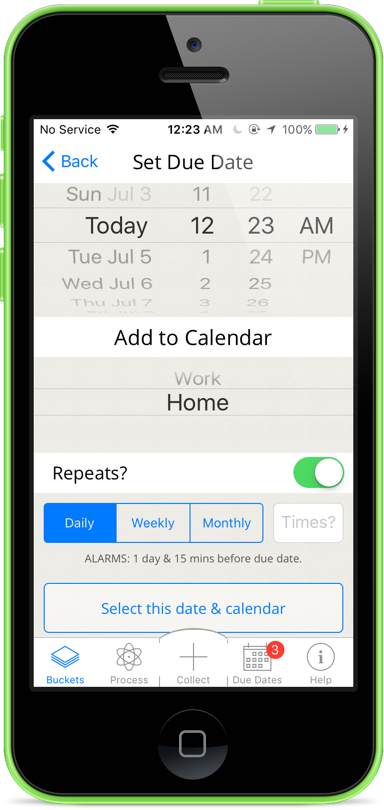 No Service 12:23 AM 100%
Back Set Due Date
Sun Jul 3 11 22
Today 12 23 AM
Tue Jul 5 1 24 PM
Wed Jul 6 2 25
Thu Jul 7 3 26
Add to Calendar
Work
Home
Repeats?
Daily Weekly Monthly Times?
ALARMS: 1 day & 15 mins before due date.
Select this date & calendar
3
Buckets Process Collect Due Dates Help